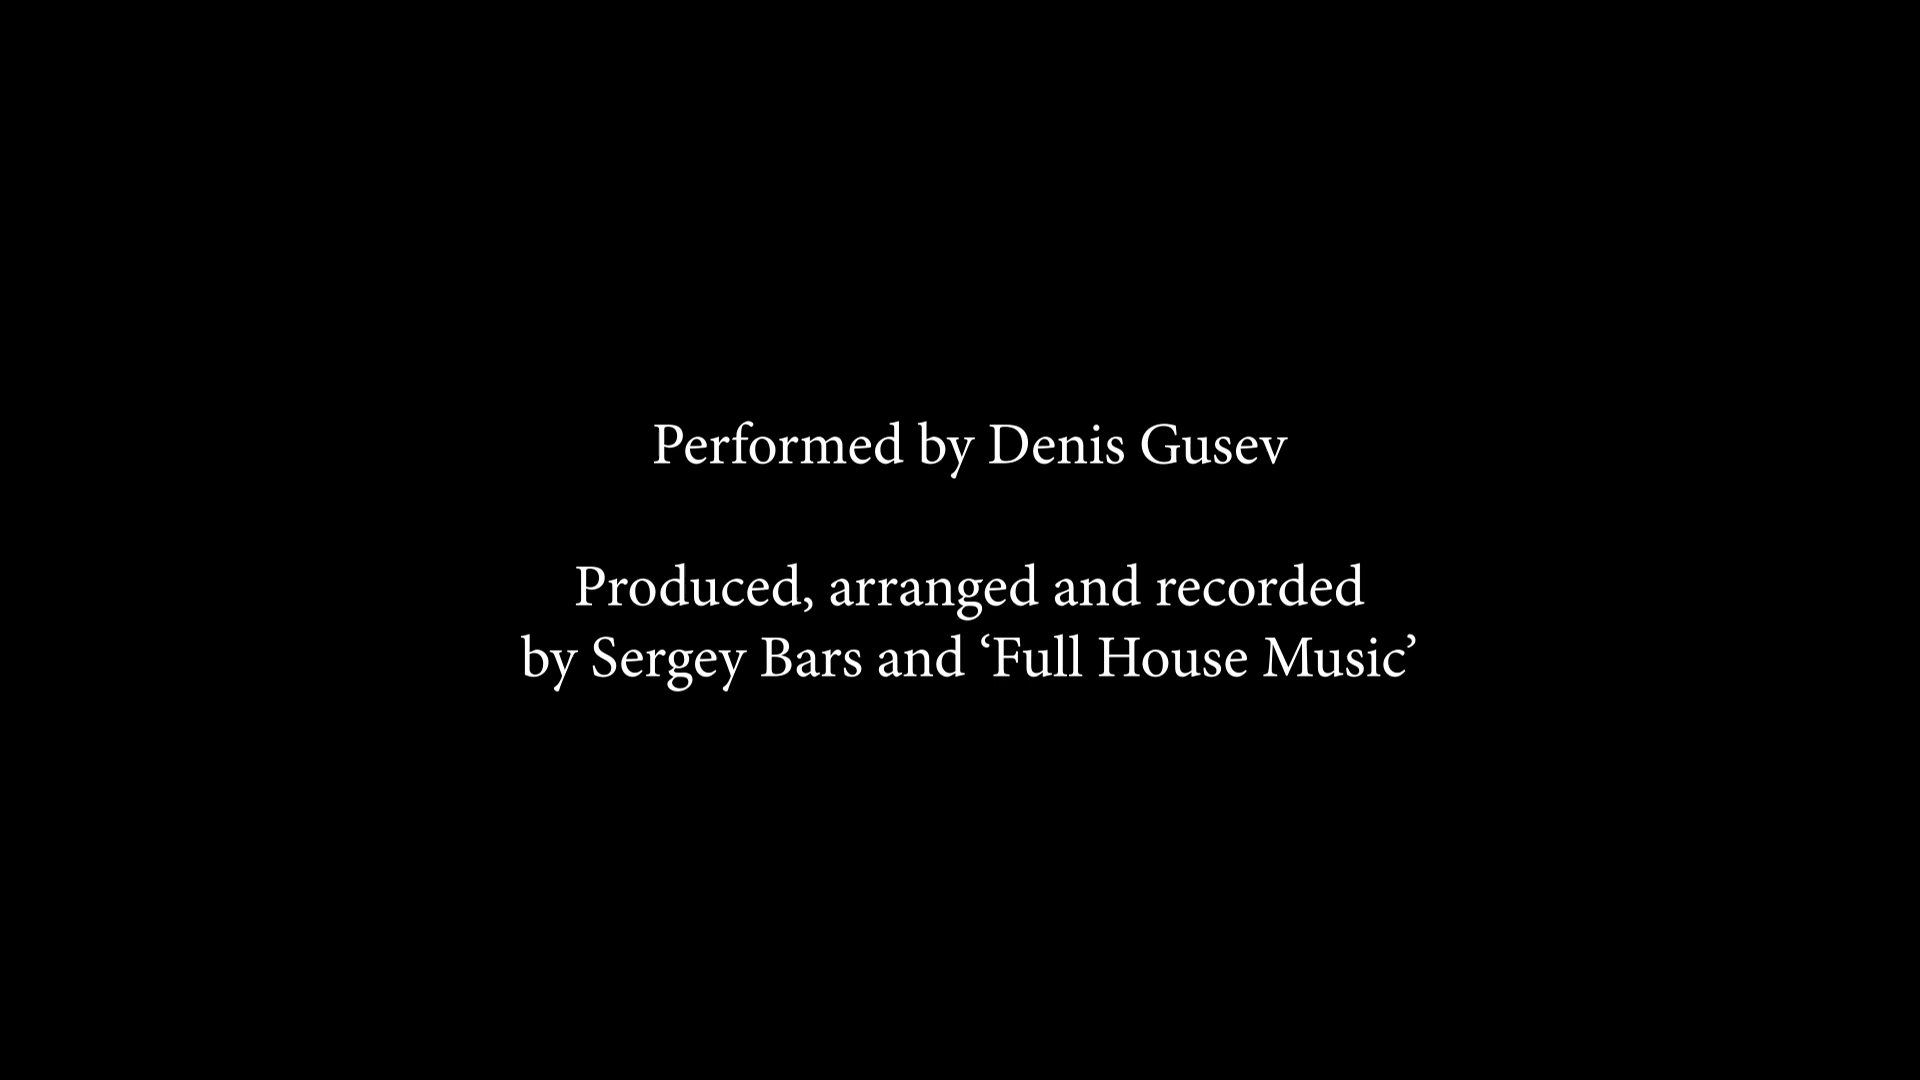 Performed by Denis Gusev
Produced, arranged and recorded
by Sergey Bars and ‘Full House Music’